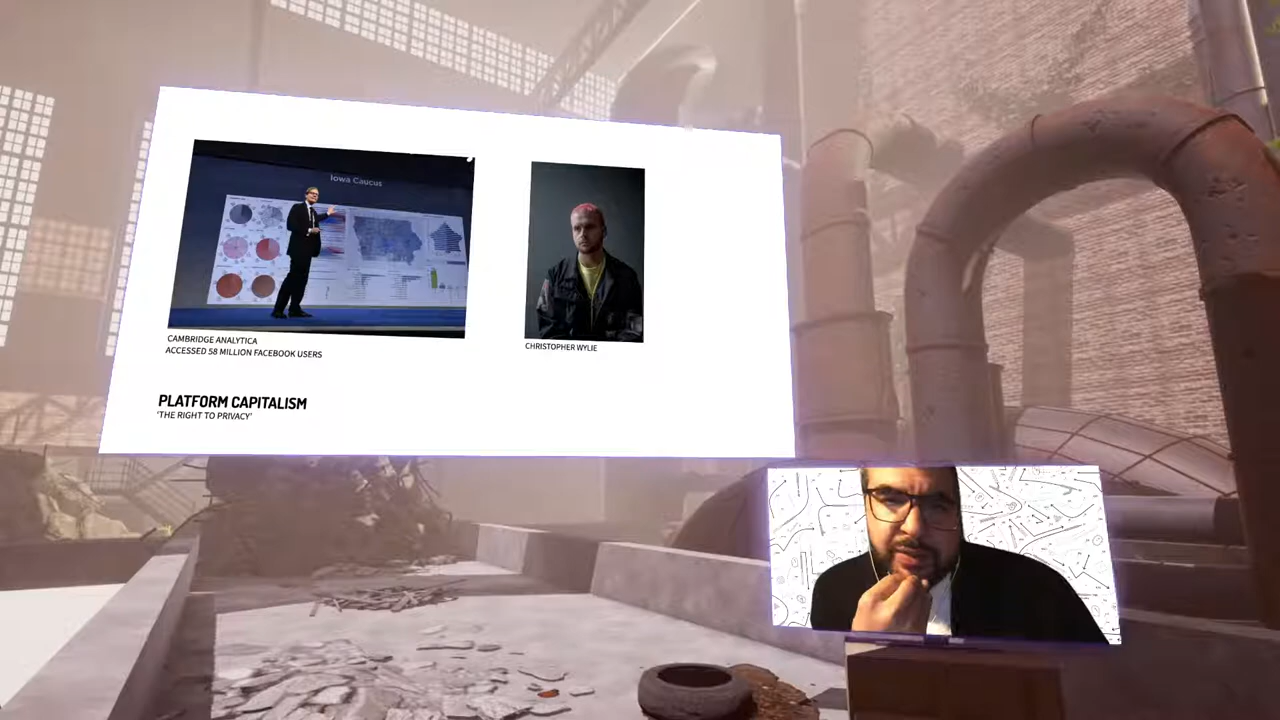 Iowa Caucus
CAMBRIDGE ANALYTICA
ACCESSED 58 MILLION FACEBOOK USERS
CHRISTOPHER WYLIE
PLATFORM CAPITALISM
'THE RIGHT TO PRIVACY'